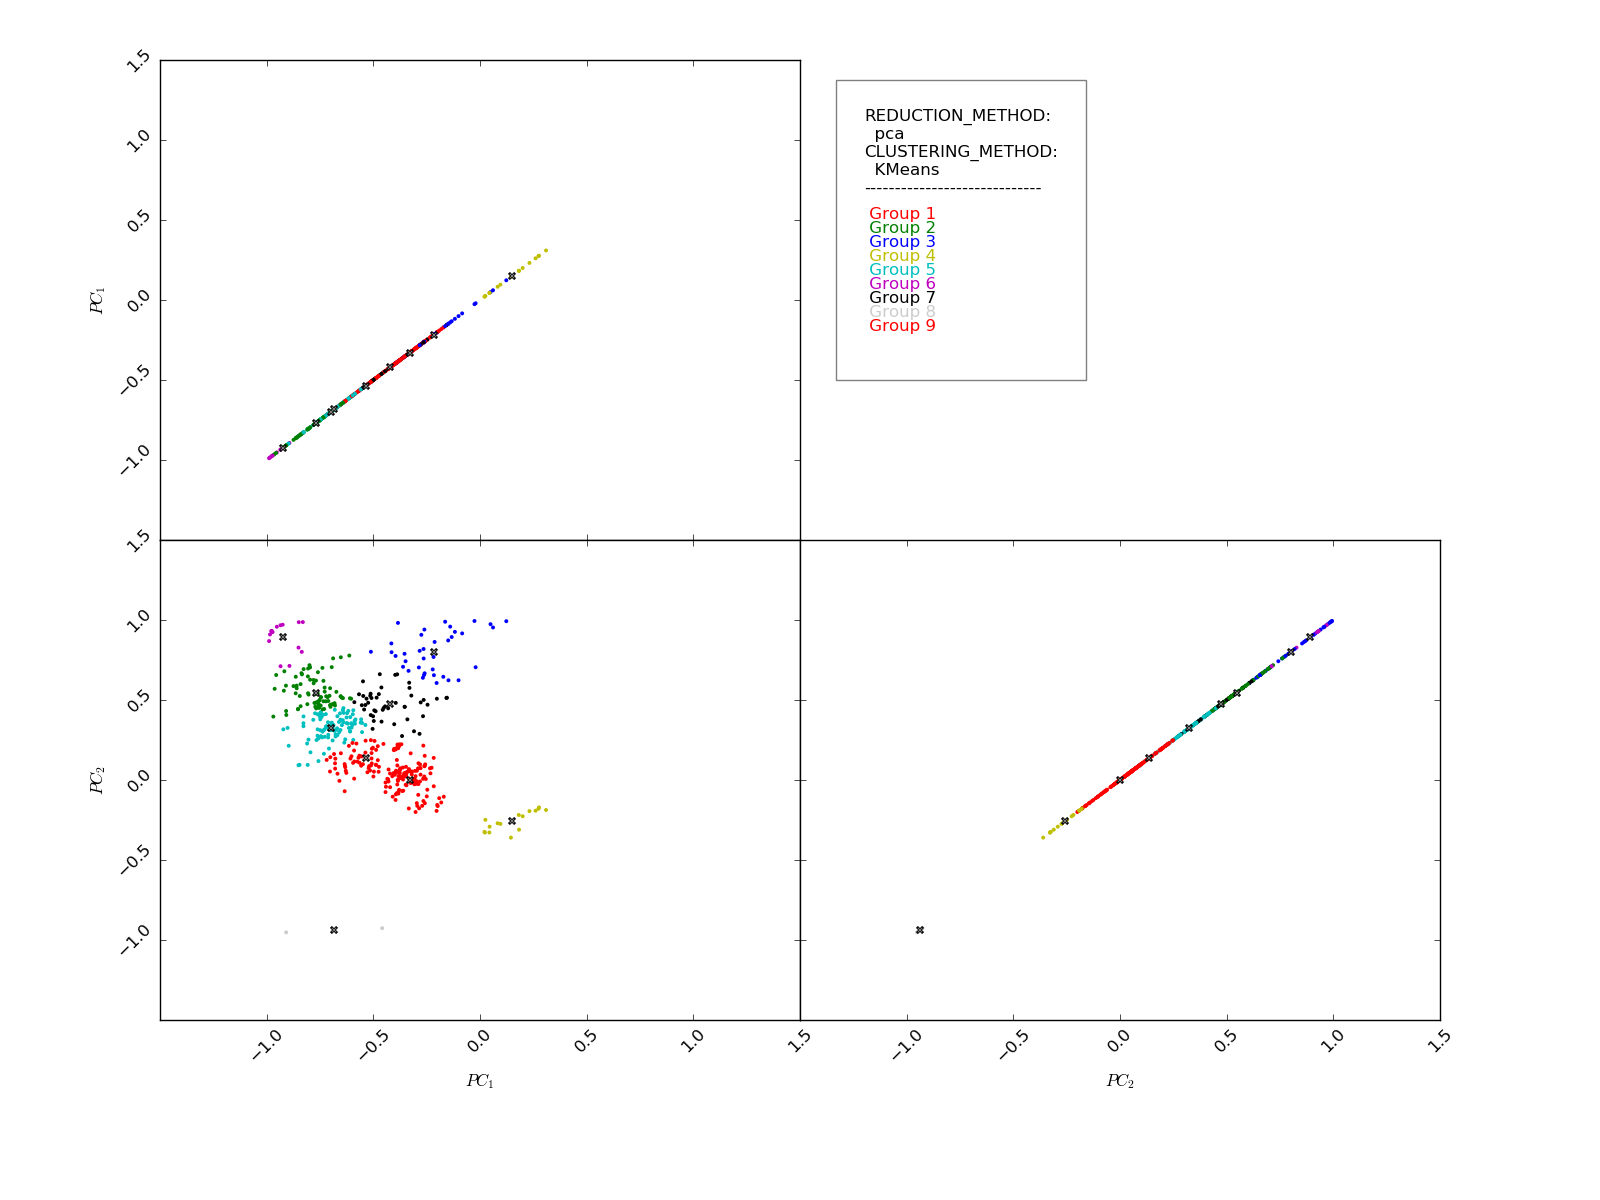 1.5
1.0
0.5
0.0
−0.5
−1.0
PC1
REDUCTION_METHOD:
pca
CLUSTERING_METHOD:
KMeans
-----------------------------
Group 1
Group 2
Group 3
Group 4
Group 5
Group 6
Group 7
Group 8
Group 9
1.5
1.0
0.5
0.0
−0.5
−1.0
PC2
−1.0 −0.5 0.0 0.5 1.0 1.5
PC1
−1.0 −0.5 0.0 0.5 1.0 1.5
PC2